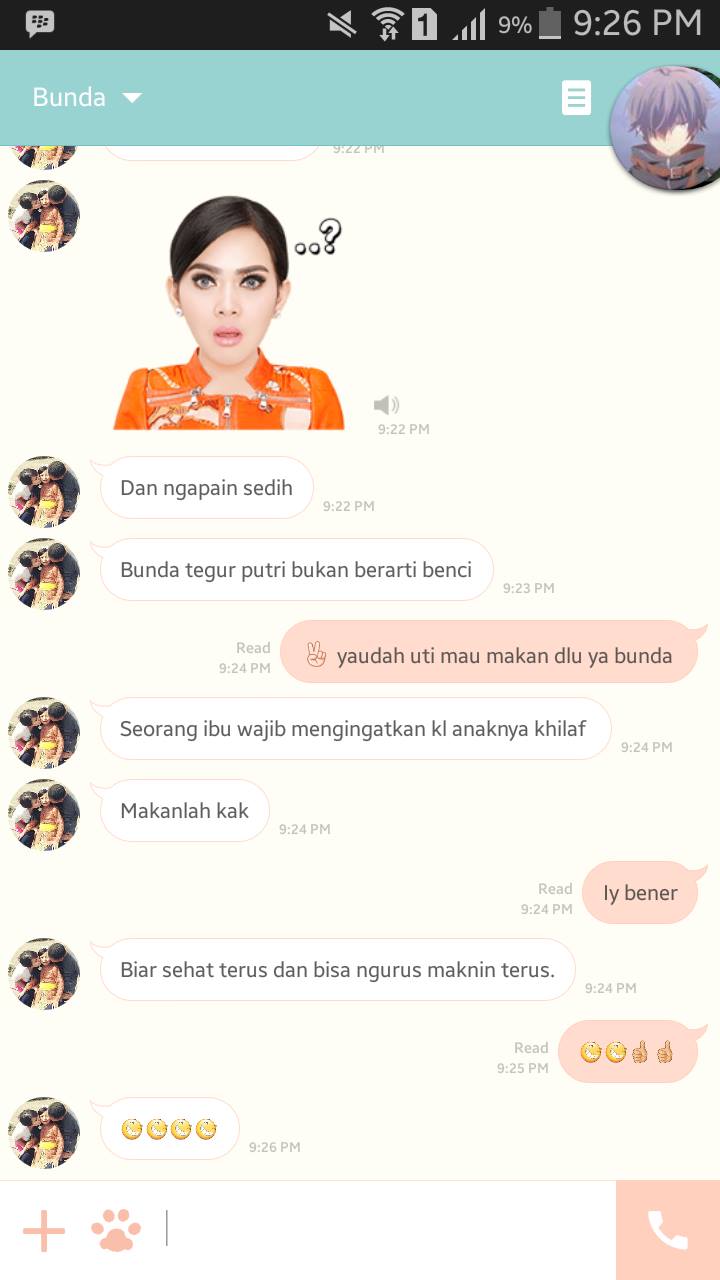 1 9% 9:26 PM
Bunda
9:22 PM
..?
9:22 PM
Dan ngapain sedih
9:22 PM
Bunda tegur putri bukan berarti benci
9:23 PM
Read
9:24 PM
✌ yaudah uti mau makan dlu ya bunda
Seorang ibu wajib mengingatkan kl anaknya khilaf
9:24 PM
Makanlah kak
9:24 PM
Read
9:24 PM
Iy bener
Biar sehat terus dan bisa ngurus maknin terus.
9:24 PM
Read
9:25 PM
9:26 PM